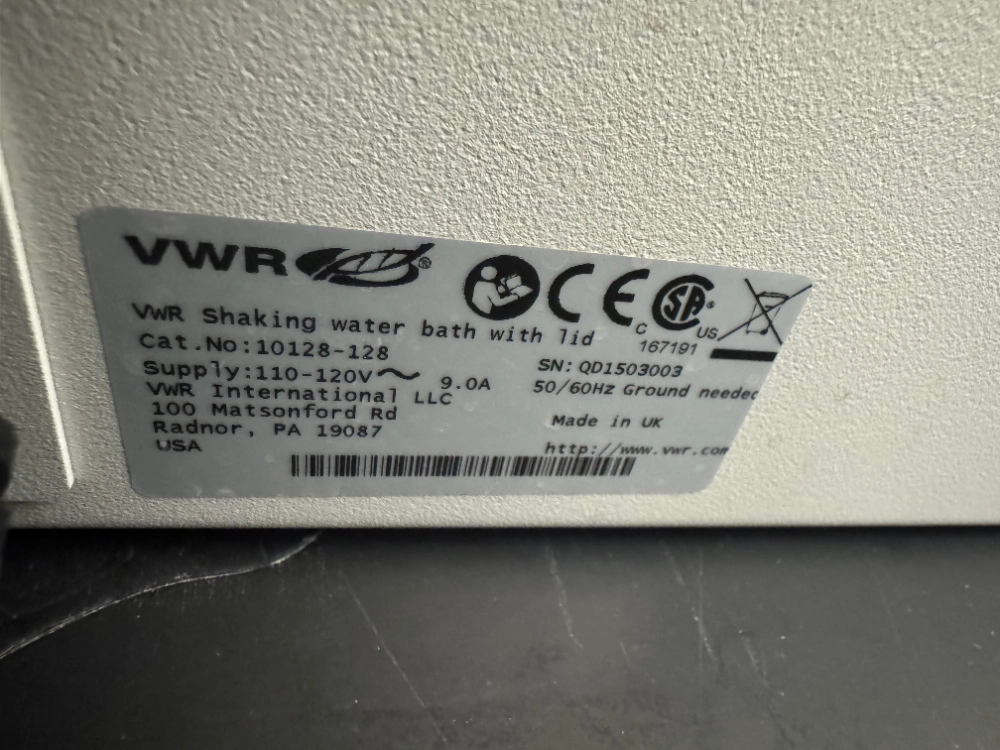 VWR®
CE
C SA® US
167191
VWR Shaking water bath with lid
Cat.No:10128-128
SN: QD1503003
Supply:110-120V~ 9.0A
50/60Hz Ground needed
VWR International LLC
100 Matsonford Rd
Made in UK
Radnor, PA 19087
USA
http://www.vwr.com